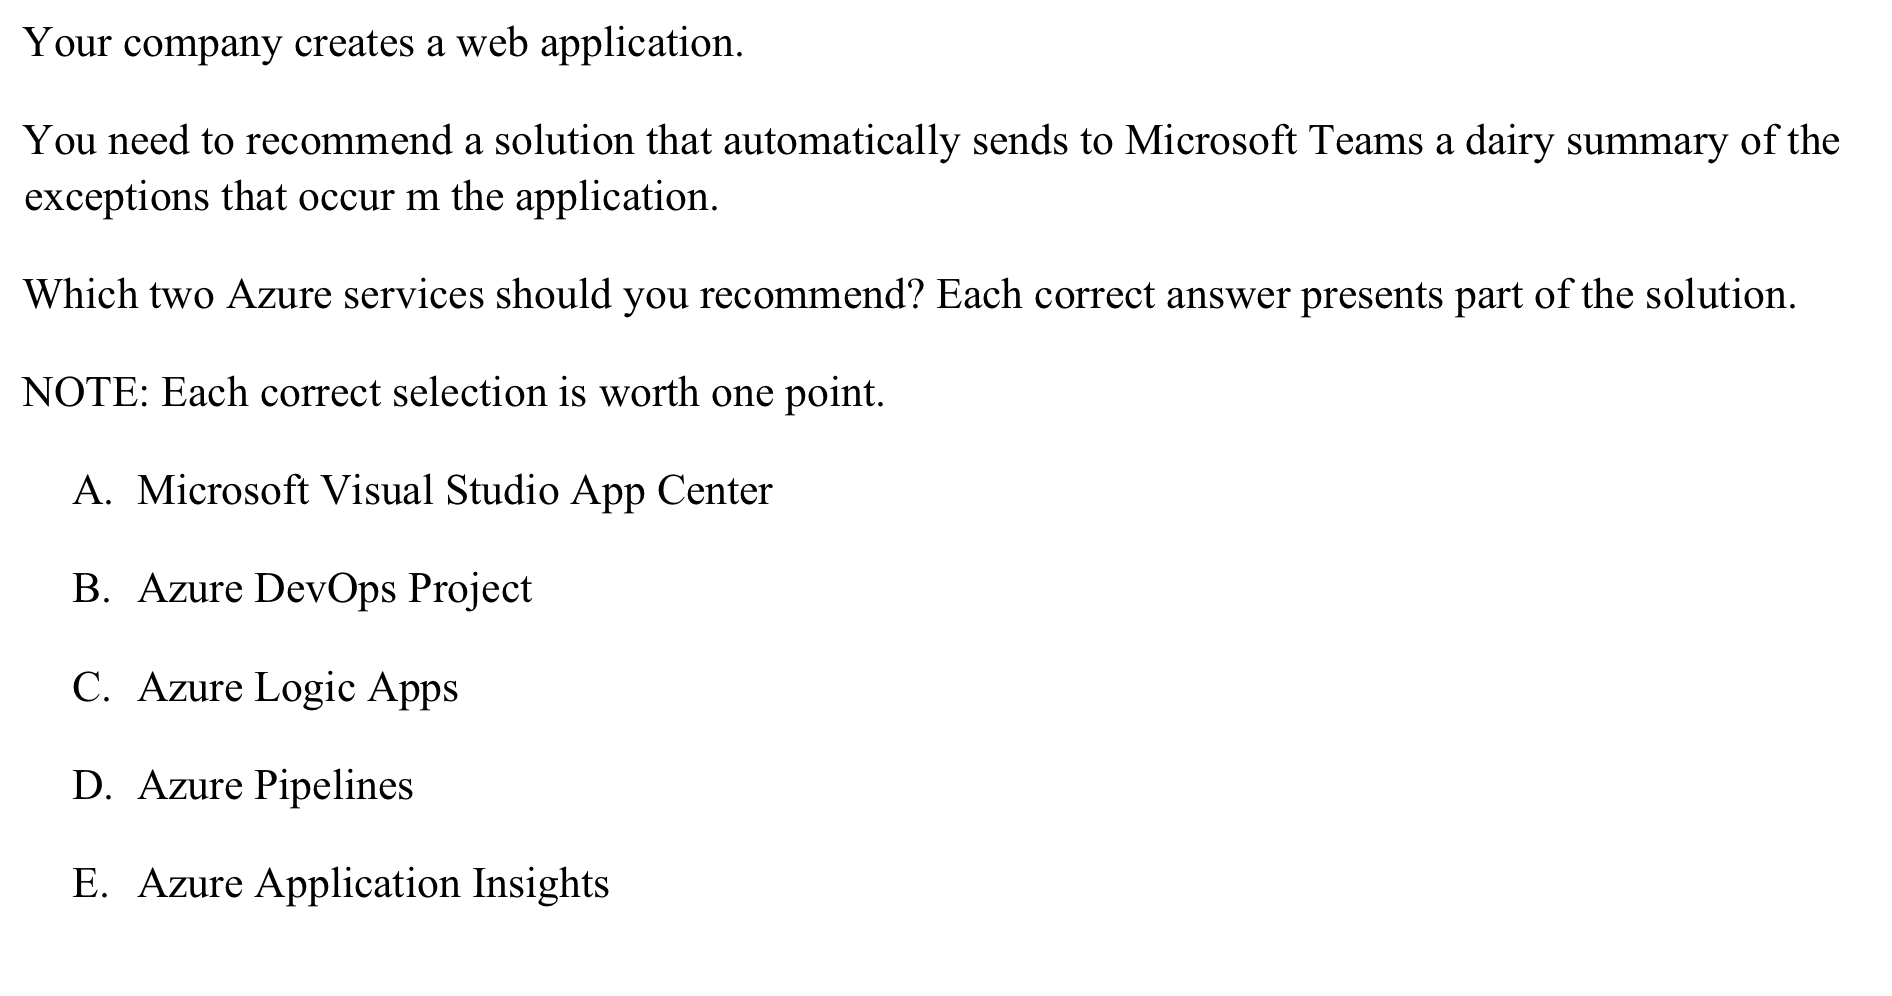 Your company creates a web application.
You need to recommend a solution that automatically sends to Microsoft Teams a dairy summary of the
exceptions that occur m the application.
Which two Azure services should you recommend? Each correct answer presents part of the solution.
NOTE: Each correct selection is worth one point.
A. Microsoft Visual Studio App Center
B. Azure DevOps Project
C. Azure Logic Apps
D. Azure Pipelines
E. Azure Application Insights